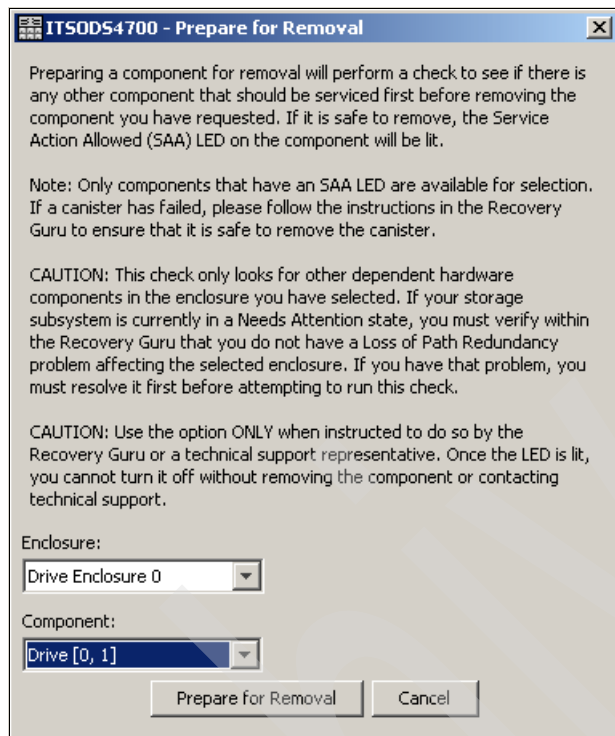 ITSODS4700 - Prepare for Removal
Preparing a component for removal will perform a check to see if there is
any other component that should be serviced first before removing the
component you have requested. If it is safe to remove, the Service
Action Allowed (SAA) LED on the component will be lit.
Note: Only components that have an SAA LED are available for selection.
If a canister has failed, please follow the instructions in the Recovery
Guru to ensure that it is safe to remove the canister.
CAUTION: This check only looks for other dependent hardware
components in the enclosure you have selected. If your storage
subsystem is currently in a Needs Attention state, you must verify within
the Recovery Guru that you do not have a Loss of Path Redundancy
problem affecting the selected enclosure. If you have that problem, you
must resolve it first before attempting to run this check.
CAUTION: Use the option ONLY when instructed to do so by the
Recovery Guru or a technical support representative. Once the LED is lit,
you cannot turn it off without removing the component or contacting
technical support.
Enclosure:
Drive Enclosure 0
Component:
Drive [0, 1]
Prepare for Removal Cancel